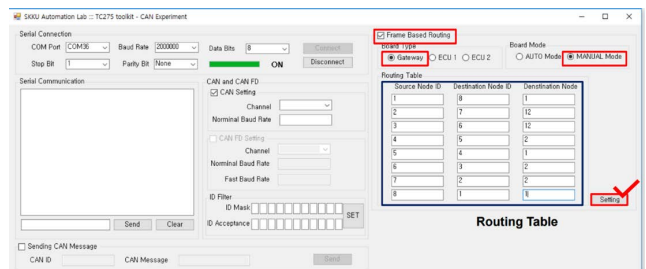 SKKU Automation Lab ::: TC275 toolkit - CAN Experiment
Serial Connection
COM Port COM36 Baud Rate 2000000 Data Bits 8 Connect
Stop Bit 1 Parity Bit None ON Disconnect
Serial Communication
Send Clear
CAN and CAN FD
CAN Setting
Channel
Norminal Baud Rate
CAN FD Setting
Channel
Norminal Baud Rate
Fast Baud Rate
ID Filter
ID Mask
ID Acceptance
SET
Sending CAN Message
CAN ID CAN Message Send
Frame Based Routing
Board Type
Gateway ECU 1 ECU 2
Board Mode
AUTO Mode MANUAL Mode
Routing Table
Source Node ID Destination Node ID Denstination Node
1 8 1
2 7 12
3 6 12
4 5 2
5 4 1
6 3 2
7 2 2
8 1 1
Setting
Routing Table